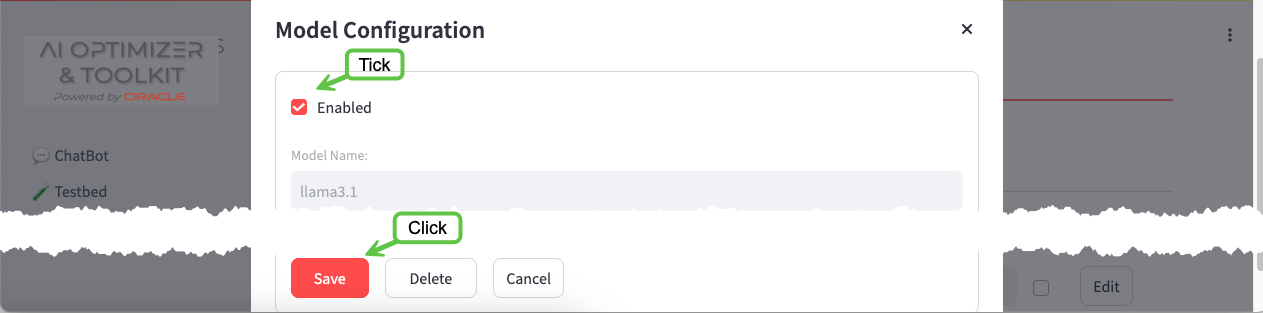 Model Configuration
AI OPTIMIZER
& TOOLKIT
Powered by ORACLE
Tick
Enabled
Model Name:
llama3.1
ChatBot
Testbed
Click
Save
Delete
Cancel
Edit